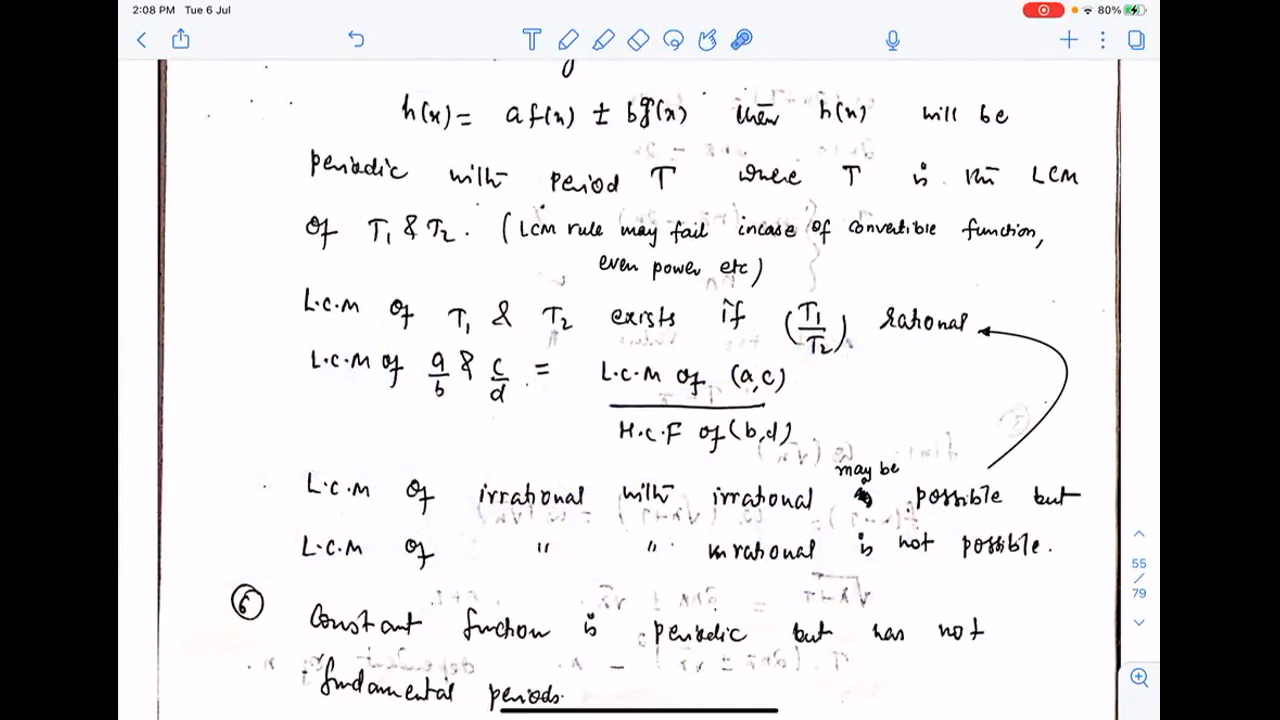 2:08 PM Tue 6 Jul
80%
h(x) = a f(x) ± b g(x) then h(x) will be
periodic with period T where T is the LCM
of T₁ & T₂. (LCM rule may fail incase of convertible function,
even power etc)
L.C.M of T₁ & T₂ exists if (T₁/T₂) rational
L.C.M of a/b & c/d = L.C.M of (a,c) / H.C.F of (b,d)
may be
L.C.M of irrational with irrational possible but
L.C.M of " " rational is not possible.
6 Constant function is periodic but has not
fundamental periods.
55
/
79